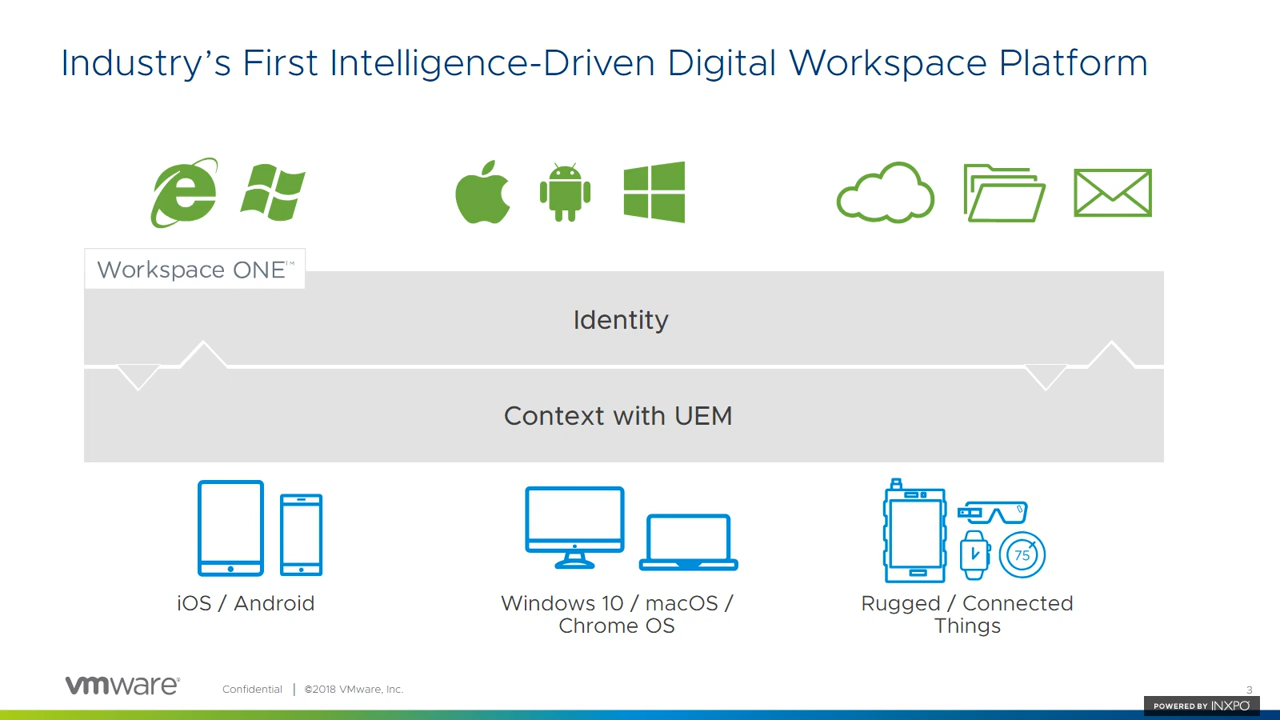 Industry’s First Intelligence-Driven Digital Workspace Platform
Workspace ONE™
Identity
Context with UEM
75
iOS / Android
Windows 10 / macOS /
Chrome OS
Rugged / Connected
Things
vmware®
Confidential | ©2018 VMware, Inc.
3
POWERED BY INXPO